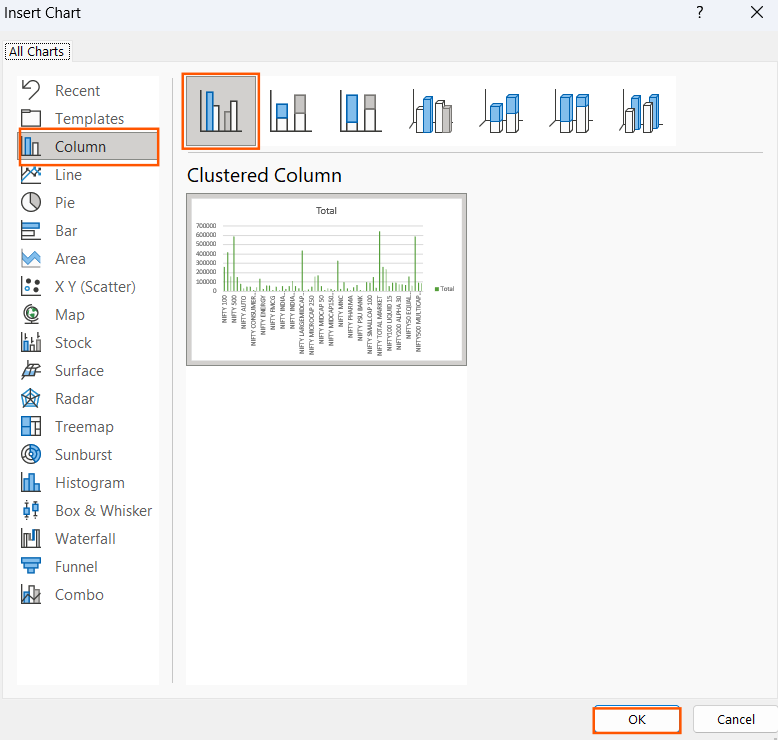 Insert Chart
?
All Charts
Recent
Templates
Column
Line
Pie
Bar
Area
X Y (Scatter)
Map
Stock
Surface
Radar
Treemap
Sunburst
Histogram
Box & Whisker
Waterfall
Funnel
Combo
Clustered Column
Total
700000
600000
500000
400000
300000
200000
100000
0
Total
NIFTY 100
NIFTY 500
NIFTY AUTO
NIFTY CONSUMER...
NIFTY ENERGY
NIFTY FMCG
NIFTY INDIA...
NIFTY INDIA...
NIFTY LARGEMIDCAP...
NIFTY MICROCAP 250
NIFTY MIDCAP 50
NIFTY MIDCAP150...
NIFTY MNC
NIFTY PHARMA
NIFTY PSU BANK
NIFTY SMALLCAP 100
NIFTY TOTAL MARKET
NIFTY100 LIQUID 15
NIFTY200 ALPHA 30
NIFTY50 EQUAL...
NIFTY500 MULTICAP...
OK
Cancel